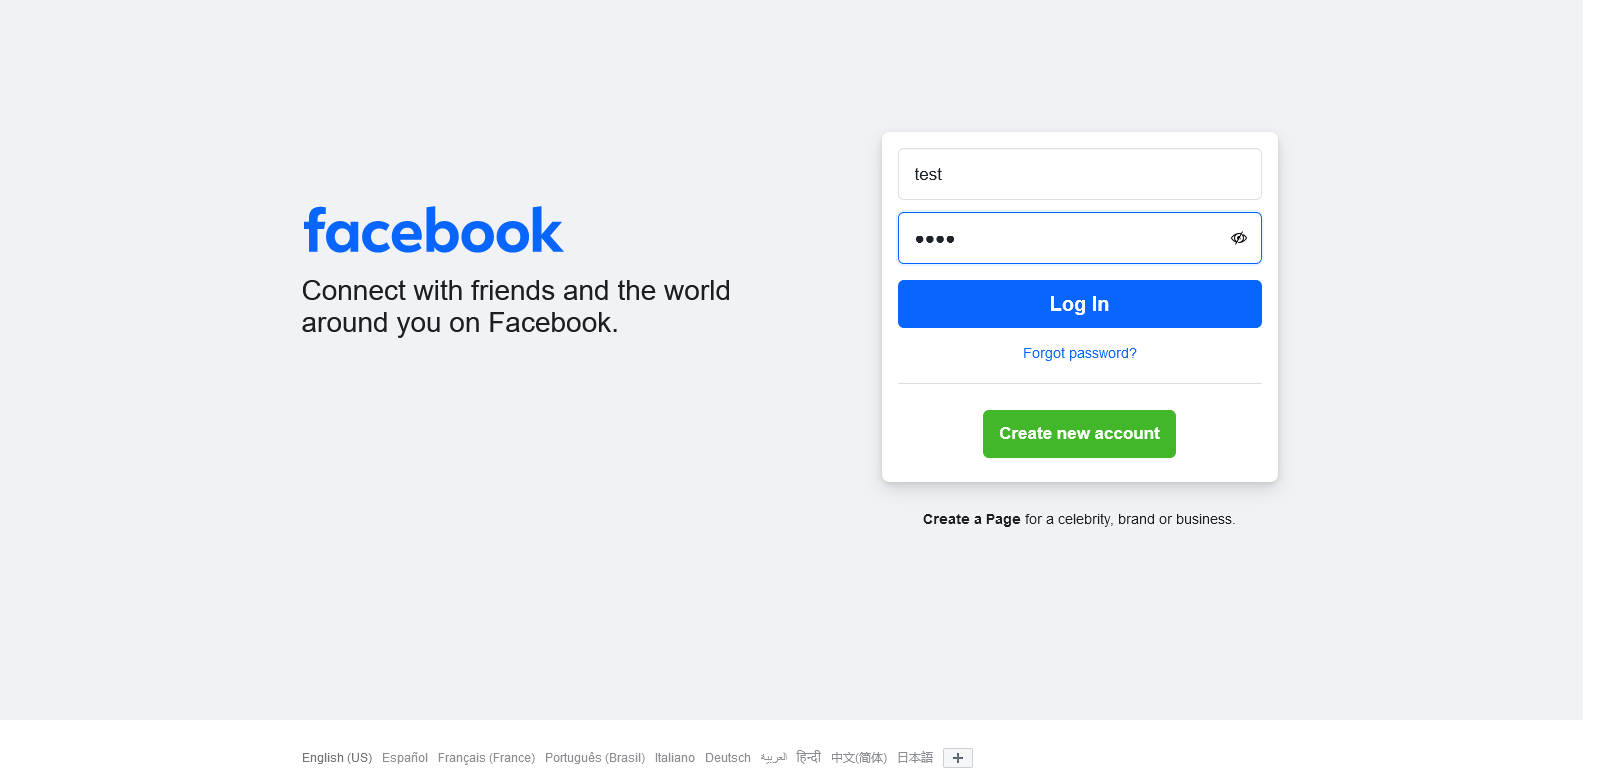 facebook
Connect with friends and the world
around you on Facebook.
test
••••
Log In
Forgot password?
Create new account
Create a Page for a celebrity, brand or business.
English (US) Español Français (France) Português (Brasil) Italiano Deutsch العربية हिन्दी 中文(简体) 日本語 +